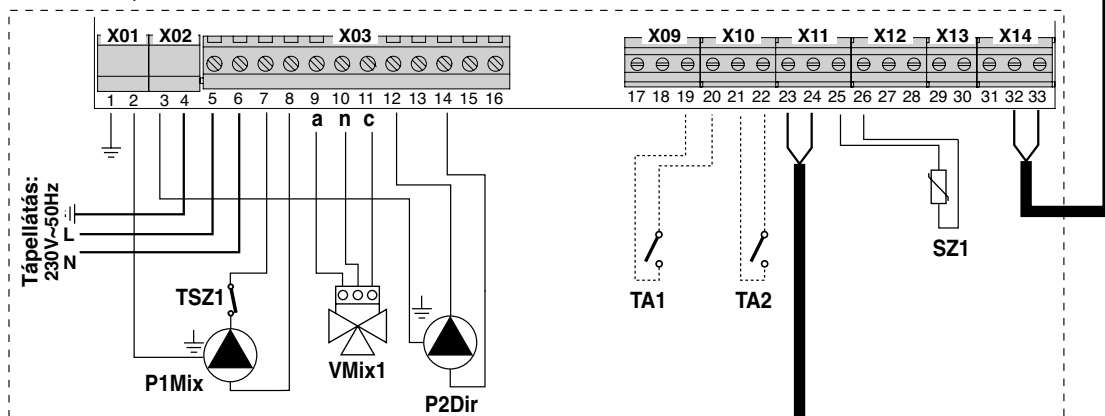 X01 X02 X03 X09 X10 X11 X12 X13 X14
1 2 3 4 5 6 7 8 9 10 11 12 13 14 15 16 17 18 19 20 21 22 23 24 25 26 27 28 29 30 31 32 33
a n c
Tápellátás:
230V~50Hz
L
N
TSZ1
P1Mix
VMix1
P2Dir
TA1
TA2
SZ1